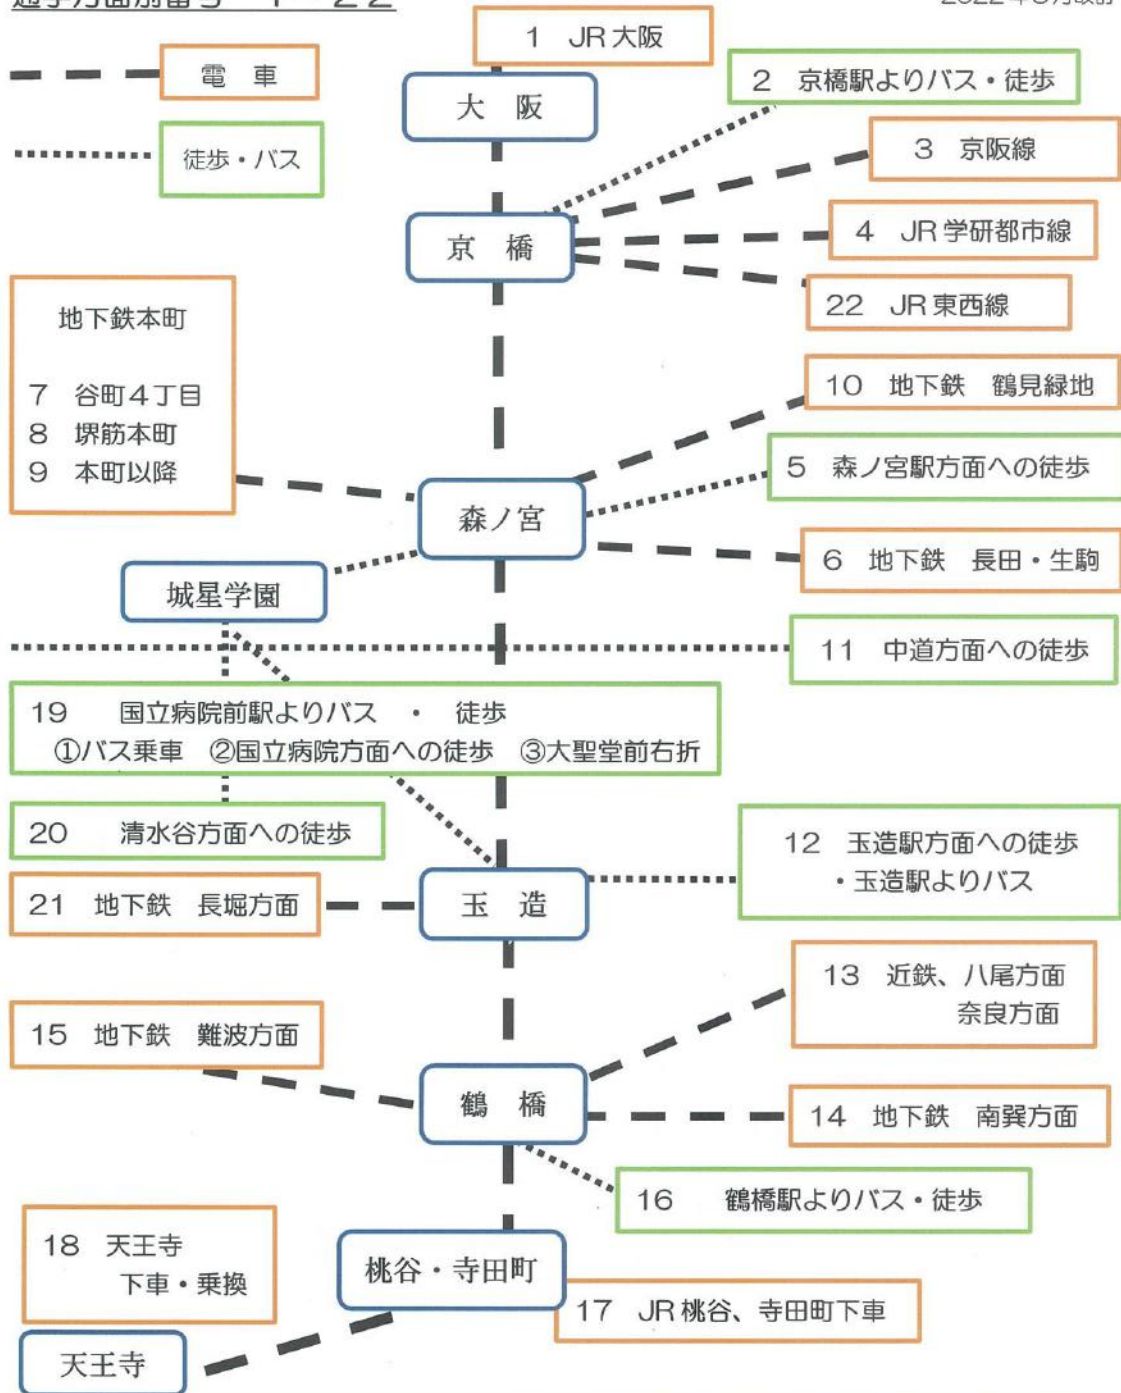 1 JR大阪
電 車
大 阪
2 京橋駅よりバス・徒歩
徒歩・バス
3 京阪線
京 橋
4 JR学研都市線
22 JR東西線
地下鉄本町
7 谷町4丁目
8 堺筋本町
9 本町以降
10 地下鉄 鶴見緑地
5 森ノ宮駅方面への徒歩
森ノ宮
6 地下鉄 長田・生駒
城星学園
11 中道方面への徒歩
19 国立病院前駅よりバス ・ 徒歩
①バス乗車 ②国立病院方面への徒歩 ③大聖堂前右折
20 清水谷方面への徒歩
12 玉造駅方面への徒歩
・玉造駅よりバス
21 地下鉄 長堀方面
玉 造
13 近鉄、八尾方面
奈良方面
15 地下鉄 難波方面
鶴 橋
14 地下鉄 南巽方面
16 鶴橋駅よりバス・徒歩
18 天王寺
下車・乗換
桃谷・寺田町
17 JR桃谷、寺田町下車
天王寺